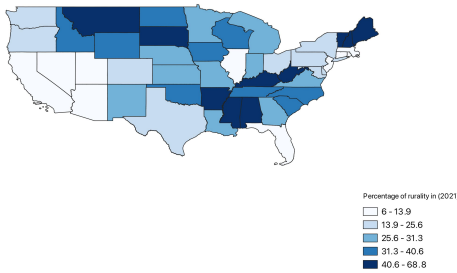 Percentage of rurality in (2021
6 - 13.9
13.9 - 25.6
25.6 - 31.3
31.3 - 40.6
40.6 - 68.8